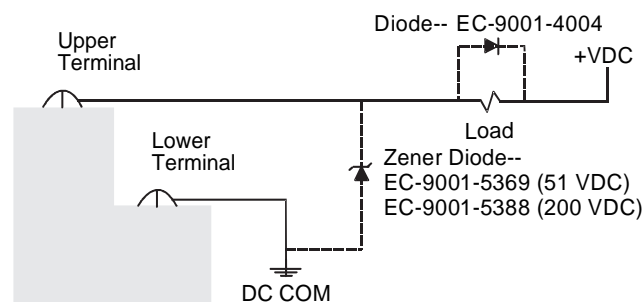 Diode-- EC-9001-4004
Upper
Terminal
+VDC
Lower
Terminal
Load
Zener Diode--
EC-9001-5369 (51 VDC)
EC-9001-5388 (200 VDC)
DC COM